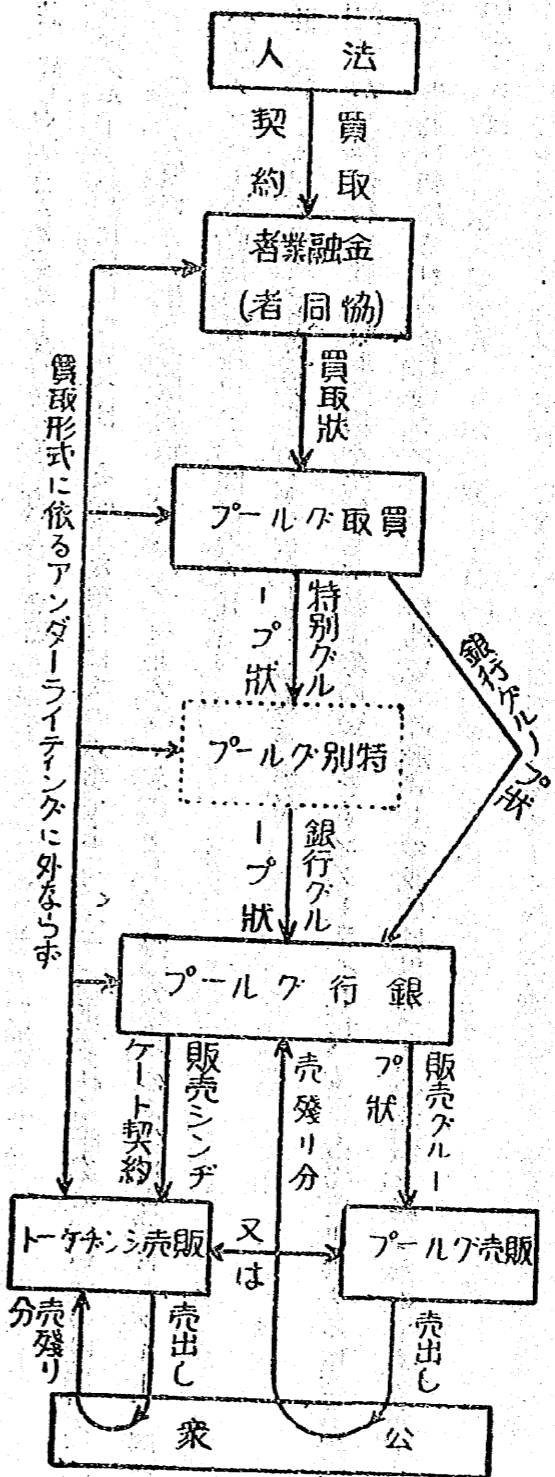 法人
買取
契約
金融業者
(協同者)
買取狀
買取グループ
特別グル
ープ狀
銀行グループ狀
特別グループ
銀行グル
ープ狀
銀行グループ
販売グルー
プ狀
売殘り分
販売シンヂ
ケート契約
販売グループ
又は
販売シンヂケート
売出し
売出し
売殘り
分
公衆
買取形式に依るアンダーライティングに外ならず